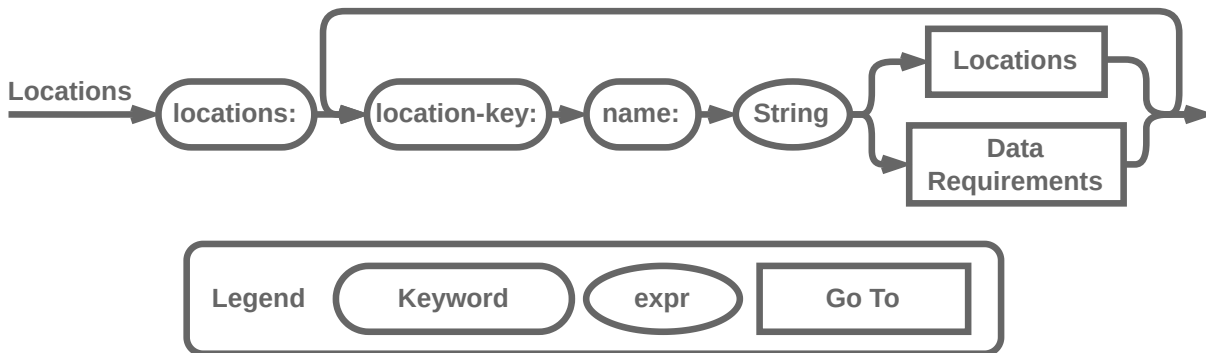 Locations
locations:
location-key:
name:
String
Locations
Data
Requirements
Legend
Keyword
expr
Go To